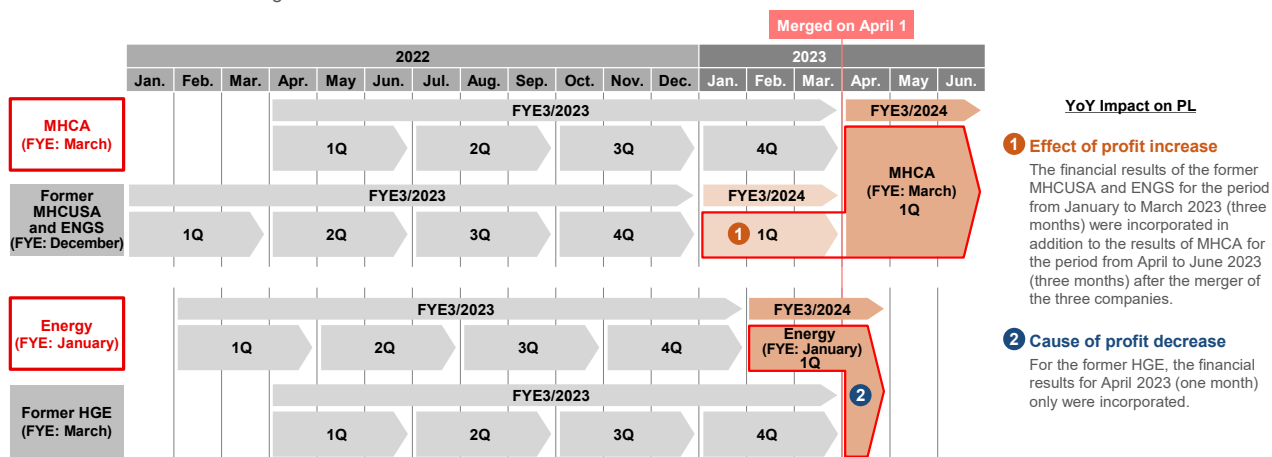 Merged on April 1
2022
2023
Jan. Feb. Mar. Apr. May Jun. Jul. Aug. Sep. Oct. Nov. Dec. Jan. Feb. Mar. Apr. May Jun.
MHCA
(FYE: March)
FYE3/2023
FYE3/2024
1Q 2Q 3Q 4Q
MHCA
(FYE: March)
1Q
Former
MHCUSA
and ENGS
(FYE: December)
FYE3/2023
FYE3/2024
1Q 2Q 3Q 4Q
1 1Q
Energy
(FYE: January)
FYE3/2023
FYE3/2024
1Q 2Q 3Q 4Q
Energy
(FYE: January)
1Q
2
Former HGE
(FYE: March)
FYE3/2023
1Q 2Q 3Q 4Q
YoY Impact on PL
1 Effect of profit increase
The financial results of the former
MHCUSA and ENGS for the period
from January to March 2023 (three
months) were incorporated in
addition to the results of MHCA for
the period from April to June 2023
(three months) after the merger of
the three companies.
2 Cause of profit decrease
For the former HGE, the financial
results for April 2023 (one month)
only were incorporated.